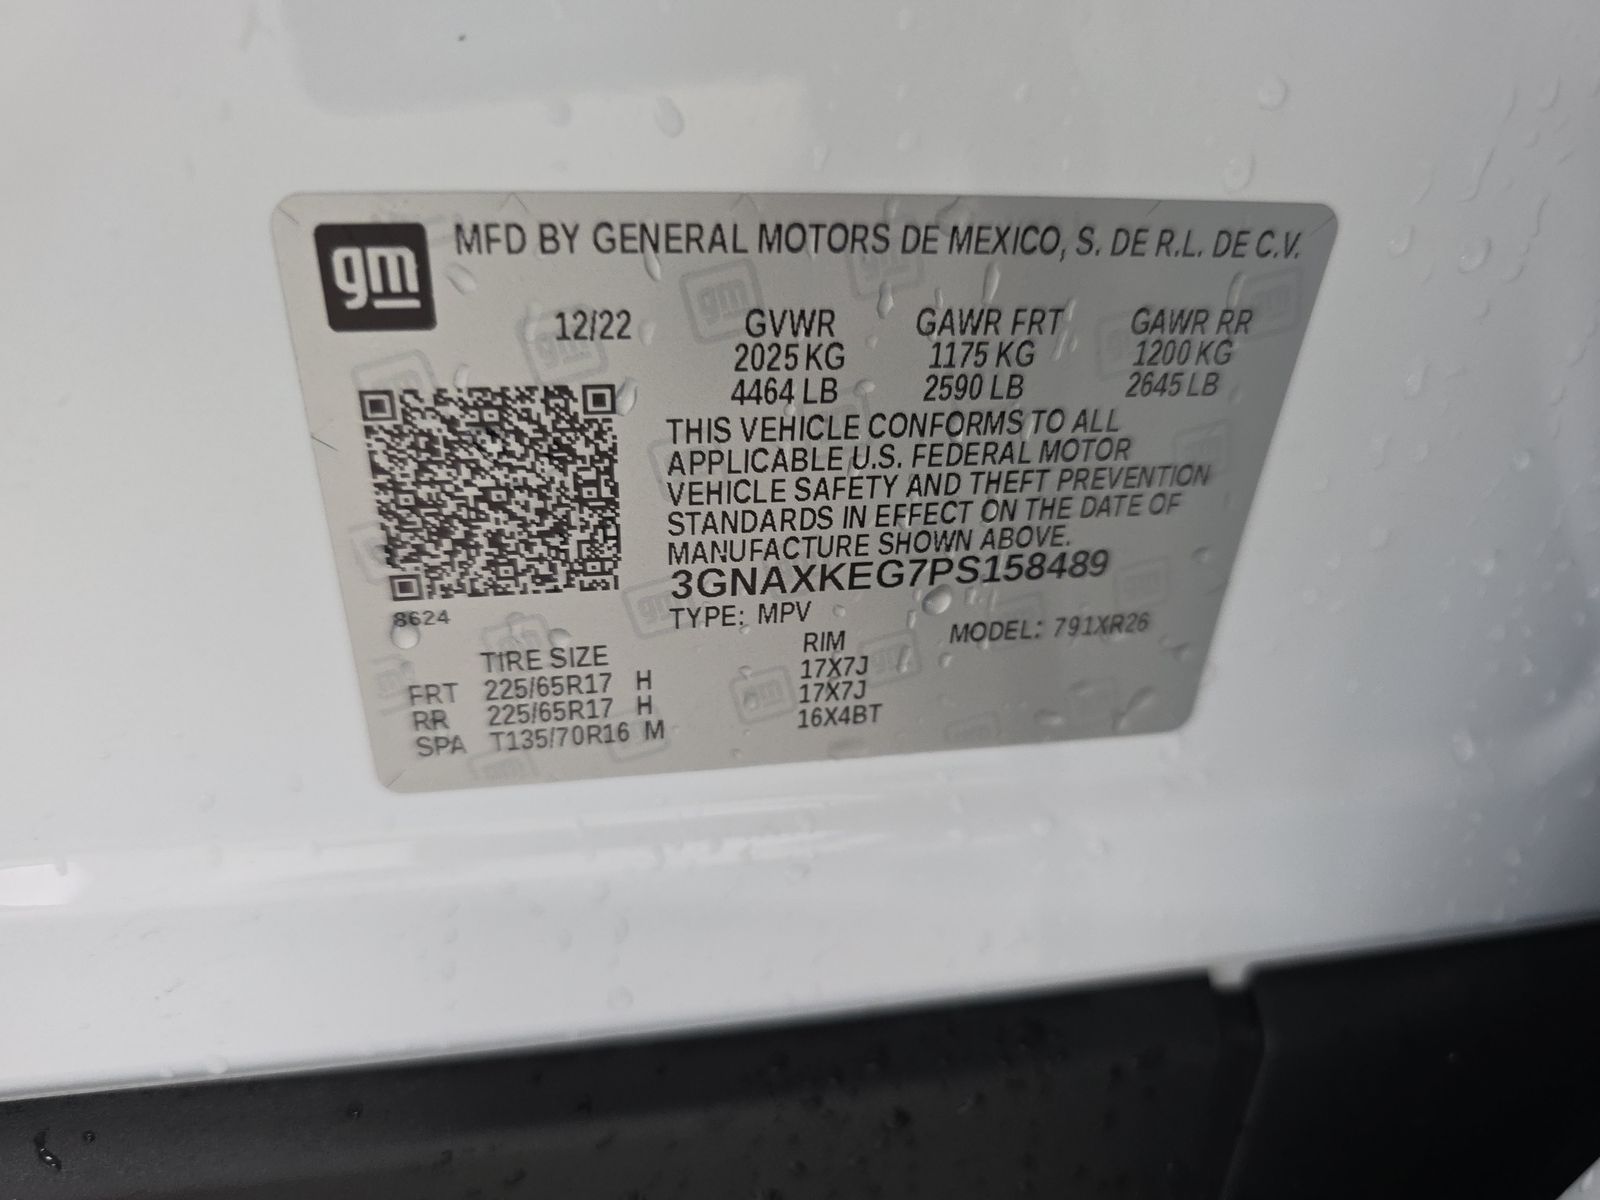 gm
MFD BY GENERAL MOTORS DE MEXICO, S. DE R.L. DE C.V.
12/22 GVWR GAWR FRT GAWR RR
2025 KG 1175 KG 1200 KG
4464 LB 2590 LB 2645 LB
THIS VEHICLE CONFORMS TO ALL
APPLICABLE U.S. FEDERAL MOTOR
VEHICLE SAFETY AND THEFT PREVENTION
STANDARDS IN EFFECT ON THE DATE OF
MANUFACTURE SHOWN ABOVE.
3GNAXKEG7PS158489
8624
TYPE: MPV MODEL: 791XR26
TIRE SIZE RIM
FRT 225/65R17 H 17X7J
RR 225/65R17 H 17X7J
SPA T135/70R16 M 16X4BT